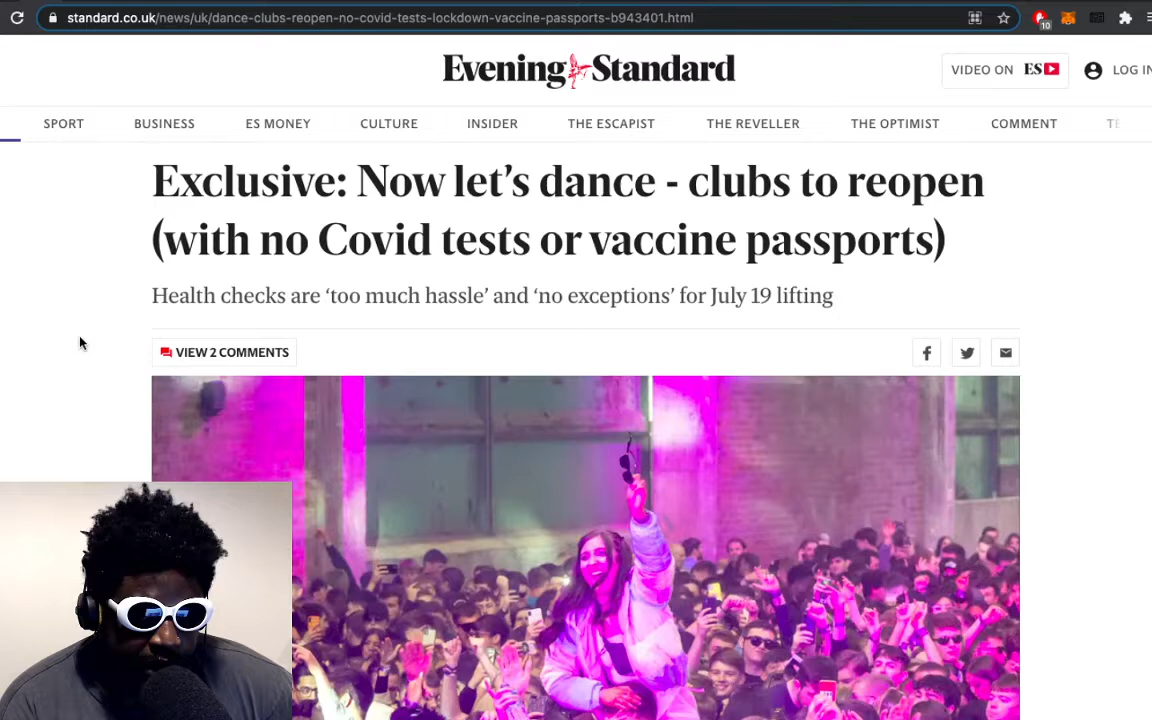 standard.co.uk/news/uk/dance-clubs-reopen-no-covid-tests-lockdown-vaccine-passports-b943401.html
10
Evening Standard
VIDEO ON ES
LOG IN
SPORT BUSINESS ES MONEY CULTURE INSIDER THE ESCAPIST THE REVELLER THE OPTIMIST COMMENT TE
Exclusive: Now let’s dance - clubs to reopen
(with no Covid tests or vaccine passports)
Health checks are ‘too much hassle’ and ‘no exceptions’ for July 19 lifting
VIEW 2 COMMENTS